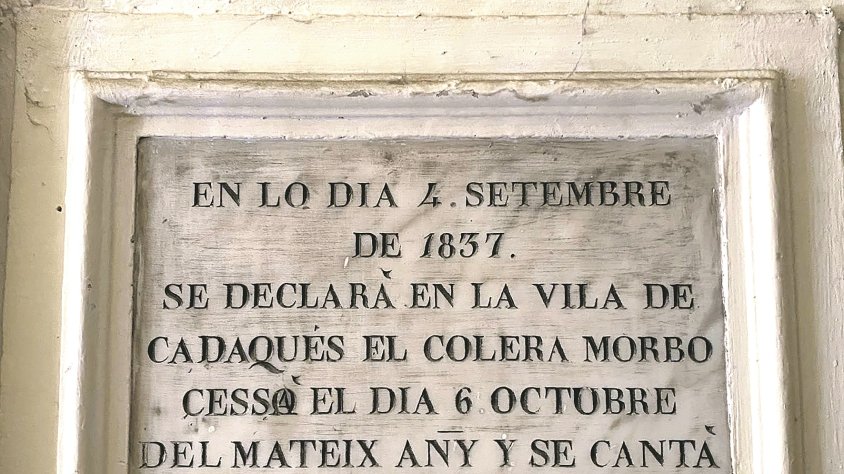 EN LO DIA 4. SETEMBRE
DE 1837.
SE DECLARÀ EN LA VILA DE
CADAQUÉS EL COLERA MORBO
CESSÀ EL DIA 6 OCTUBRE
DEL MATEIX AÑY Y SE CANTÀ